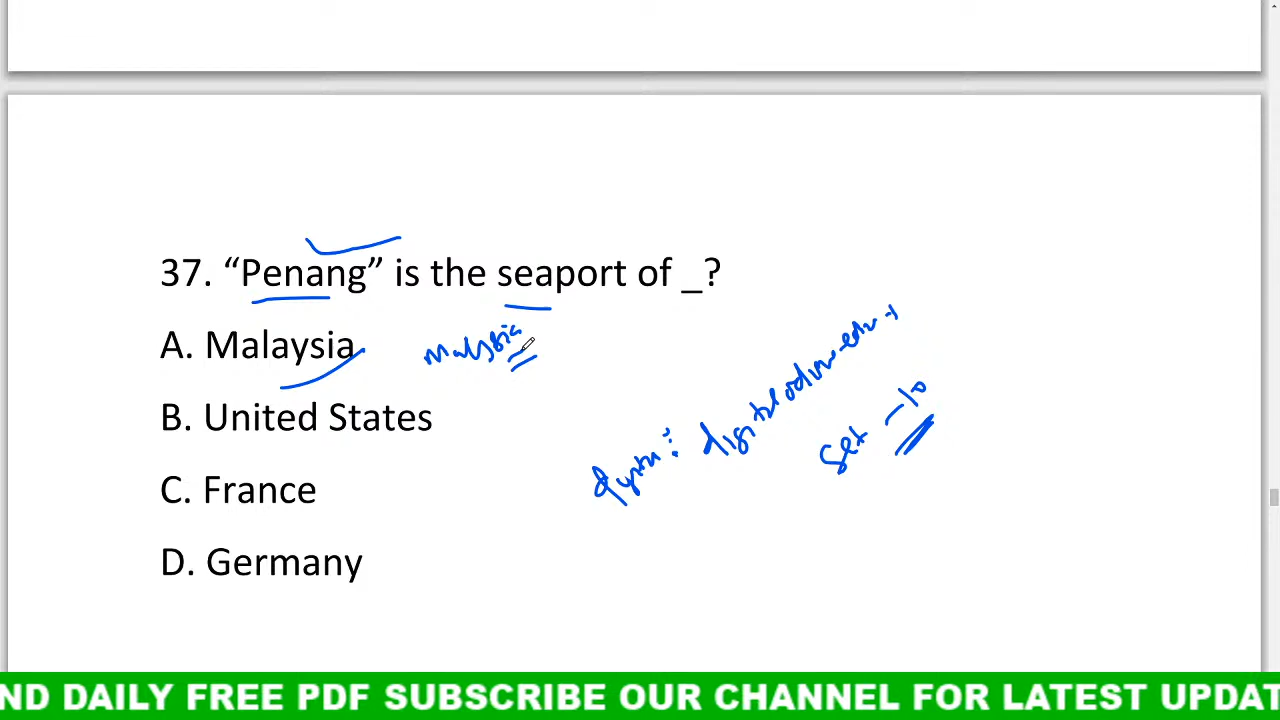 37. “Penang” is the seaport of _?
A. Malaysia
Malysia
B. United States
Set - 10
C. France
D. Germany
ND DAILY FREE PDF SUBSCRIBE OUR CHANNEL FOR LATEST UPDAT